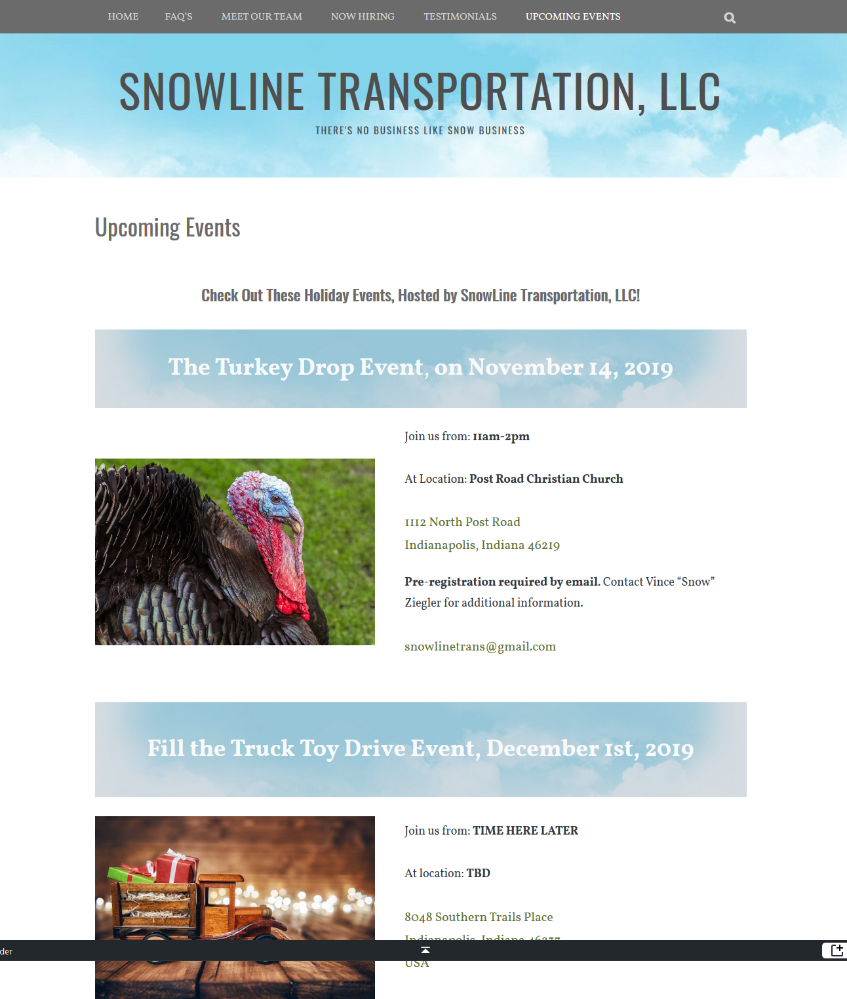 HOME FAQ'S MEET OUR TEAM NOW HIRING TESTIMONIALS UPCOMING EVENTS
SNOWLINE TRANSPORTATION, LLC
THERE'S NO BUSINESS LIKE SNOW BUSINESS
Upcoming Events
Check Out These Holiday Events, Hosted by SnowLine Transportation, LLC!
The Turkey Drop Event, on November 14, 2019
Join us from: 11am-2pm
At Location: Post Road Christian Church
1112 North Post Road
Indianapolis, Indiana 46219
Pre-registration required by email. Contact Vince “Snow”
Ziegler for additional information.
snowlinetrans@gmail.com
Fill the Truck Toy Drive Event, December 1st, 2019
Join us from: TIME HERE LATER
At location: TBD
8048 Southern Trails Place
Indianapolis, Indiana
der
USA